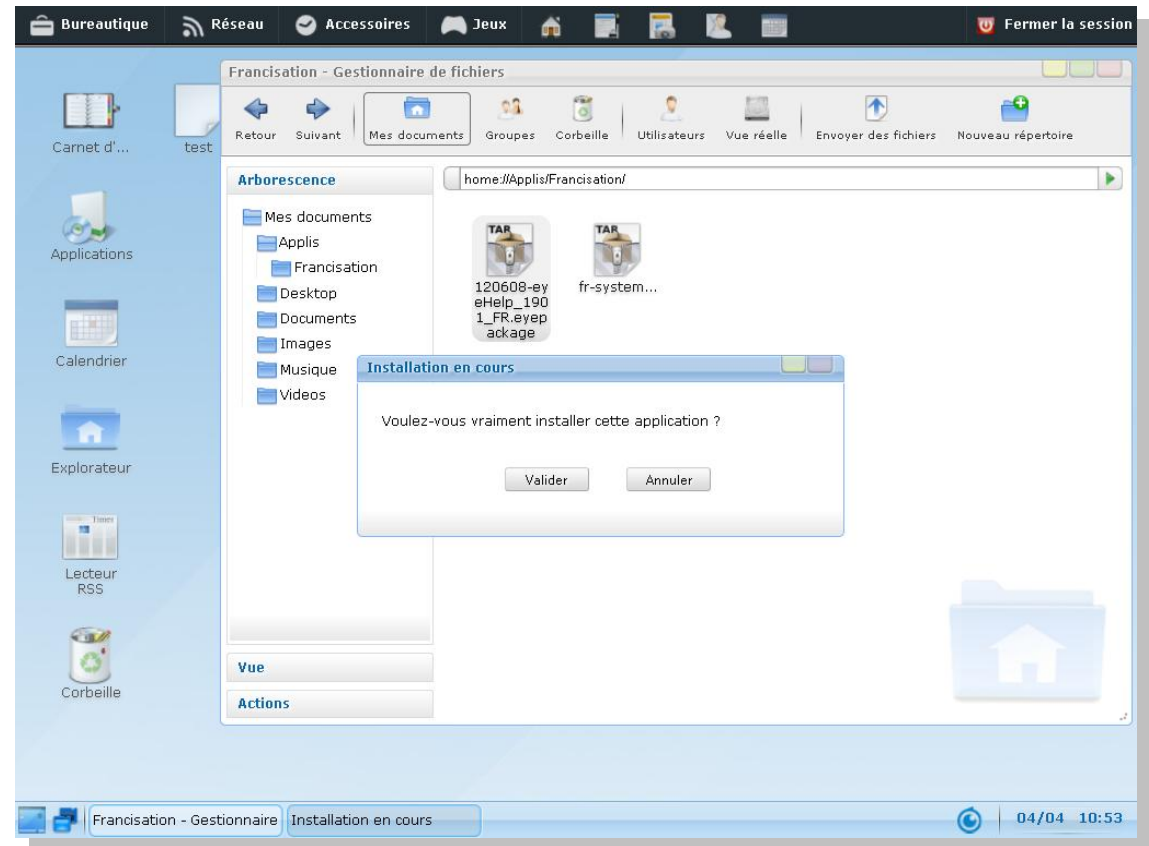 Bureautique Réseau Accessoires Jeux Fermer la session
Francisation - Gestionnaire de fichiers
Retour Suivant Mes documents Groupes Corbeille Utilisateurs Vue réelle Envoyer des fichiers Nouveau répertoire
Carnet d'...
test
Applications
Calendrier
Explorateur
Times
Lecteur
RSS
Corbeille
Arborescence
home://Applis/Francisation/
Mes documents
Applis
Francisation
Desktop
Documents
Images
Musique
Videos
TAR
120608-ey
eHelp_190
1_FR.eyep
ackage
TAR
fr-system...
Installation en cours
Voulez-vous vraiment installer cette application ?
Valider Annuler
Vue
Actions
Francisation - Gestionnaire Installation en cours 04/04 10:53